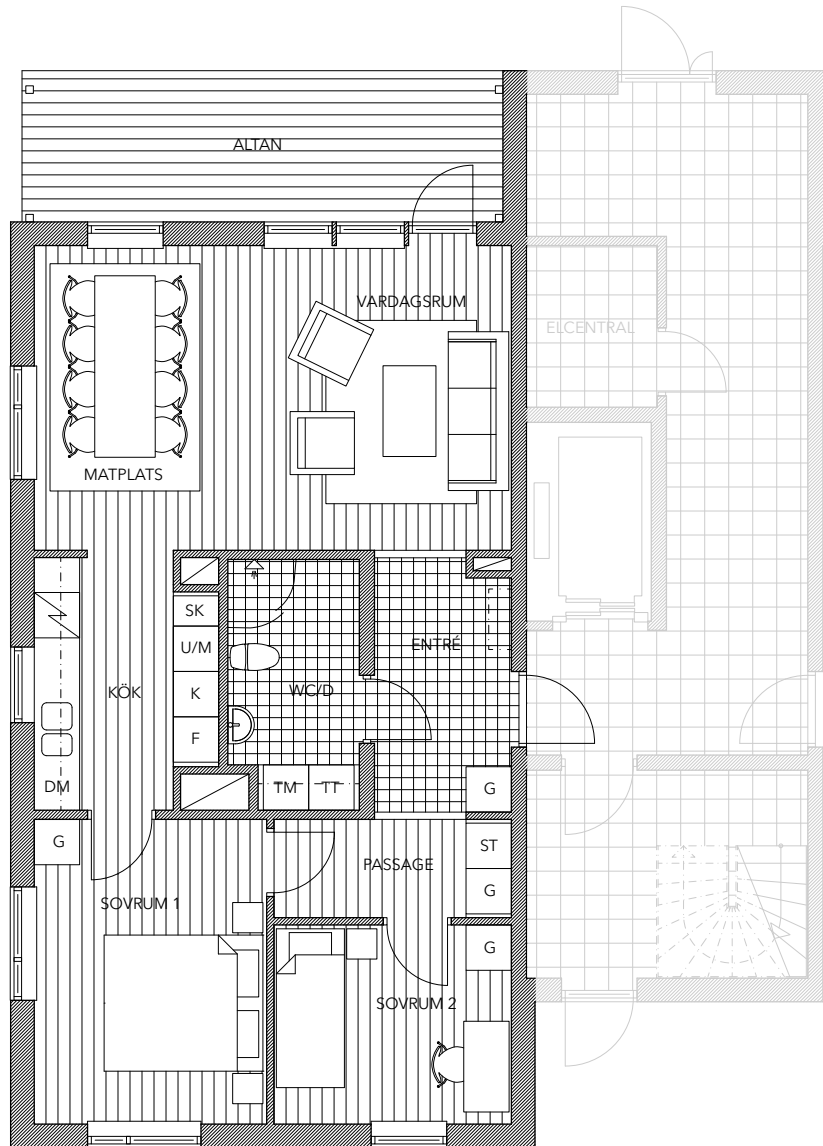 ALTAN
VARDAGSRUM
ELCENTRAL
MATPLATS
SK
U/M
ENTRÉ
K
KÖK
WC/D
F
DM
TM
TT
G
G
ST
PASSAGE
G
SOVRUM 1
G
SOVRUM 2